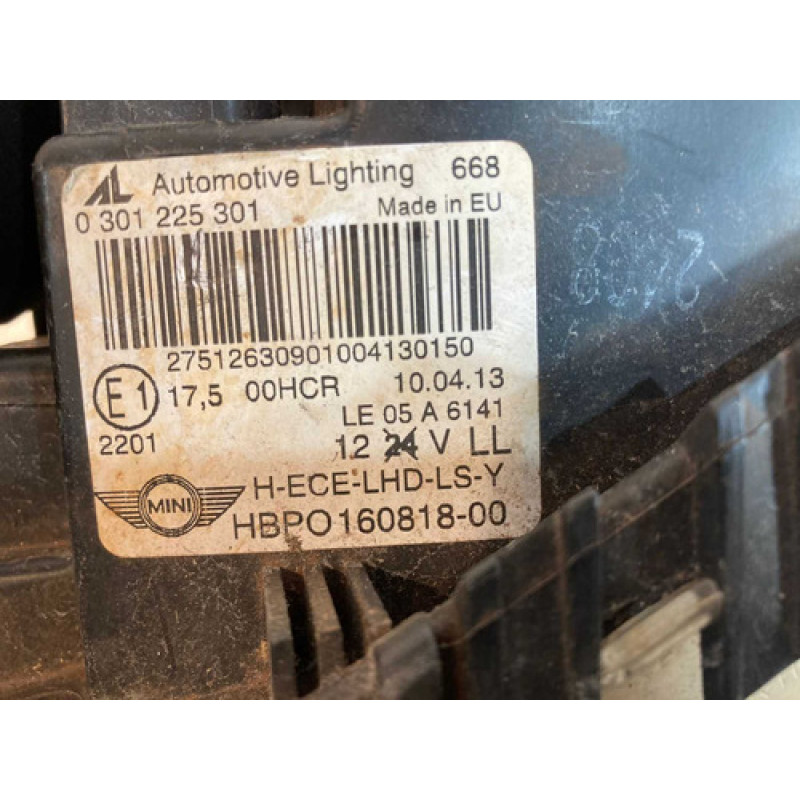 AL Automotive Lighting 668
0 301 225 301 Made in EU
27512630901004130150
E1 17,5 00HCR 10.04.13
LE 05 A 6141
2201 12 24 V LL
MINI H-ECE-LHD-LS-Y
HBPO160818-00